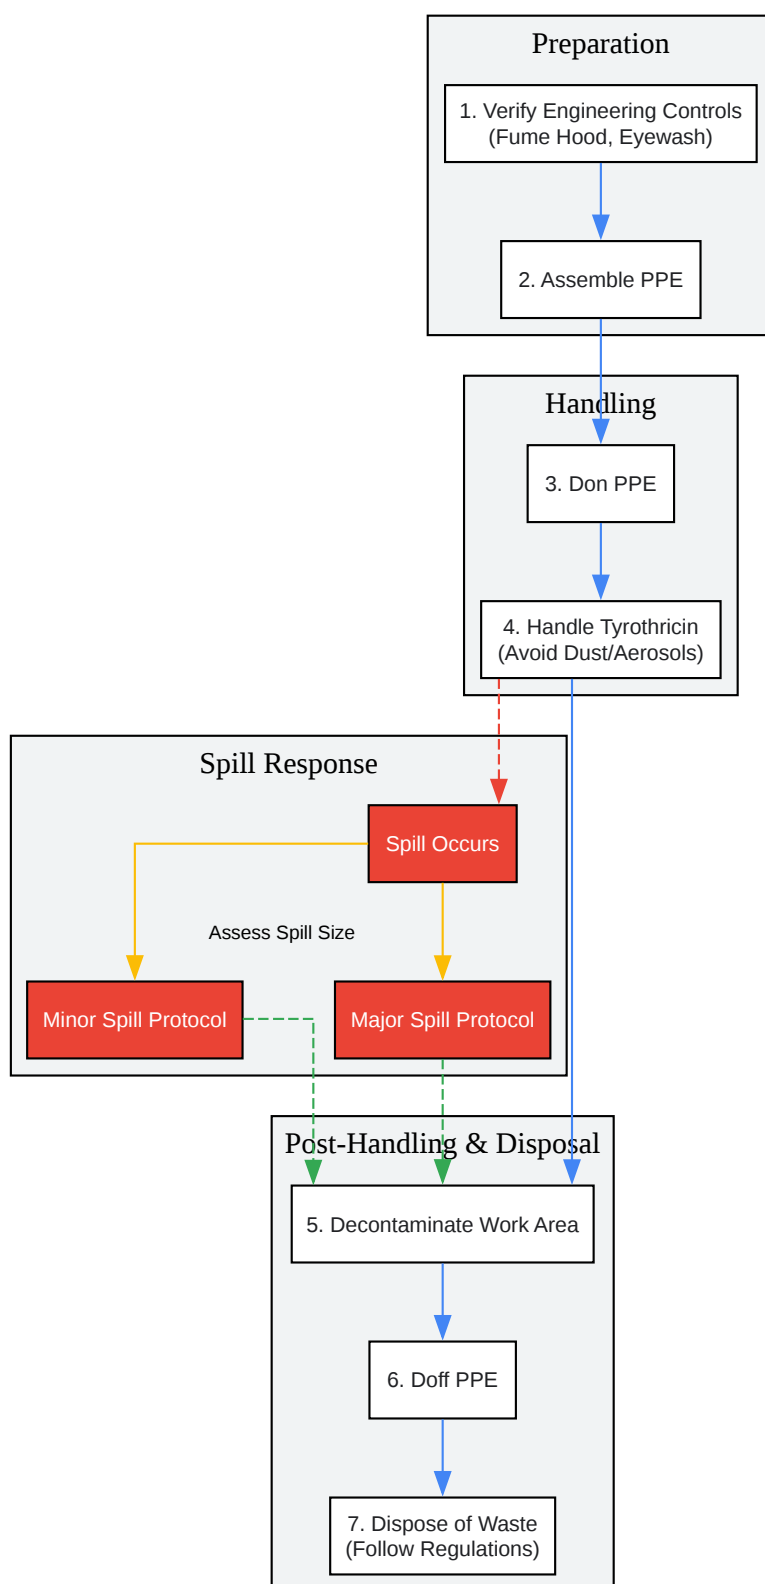 Preparation
1. Verify Engineering Controls
(Fume Hood, Eyewash)
2. Assemble PPE
Handling
3. Don PPE
4. Handle Tyrothricin
(Avoid Dust/Aerosols)
Spill Response
Spill Occurs
Assess Spill Size
Minor Spill Protocol
Major Spill Protocol
Post-Handling & Disposal
5. Decontaminate Work Area
6. Doff PPE
7. Dispose of Waste
(Follow Regulations)